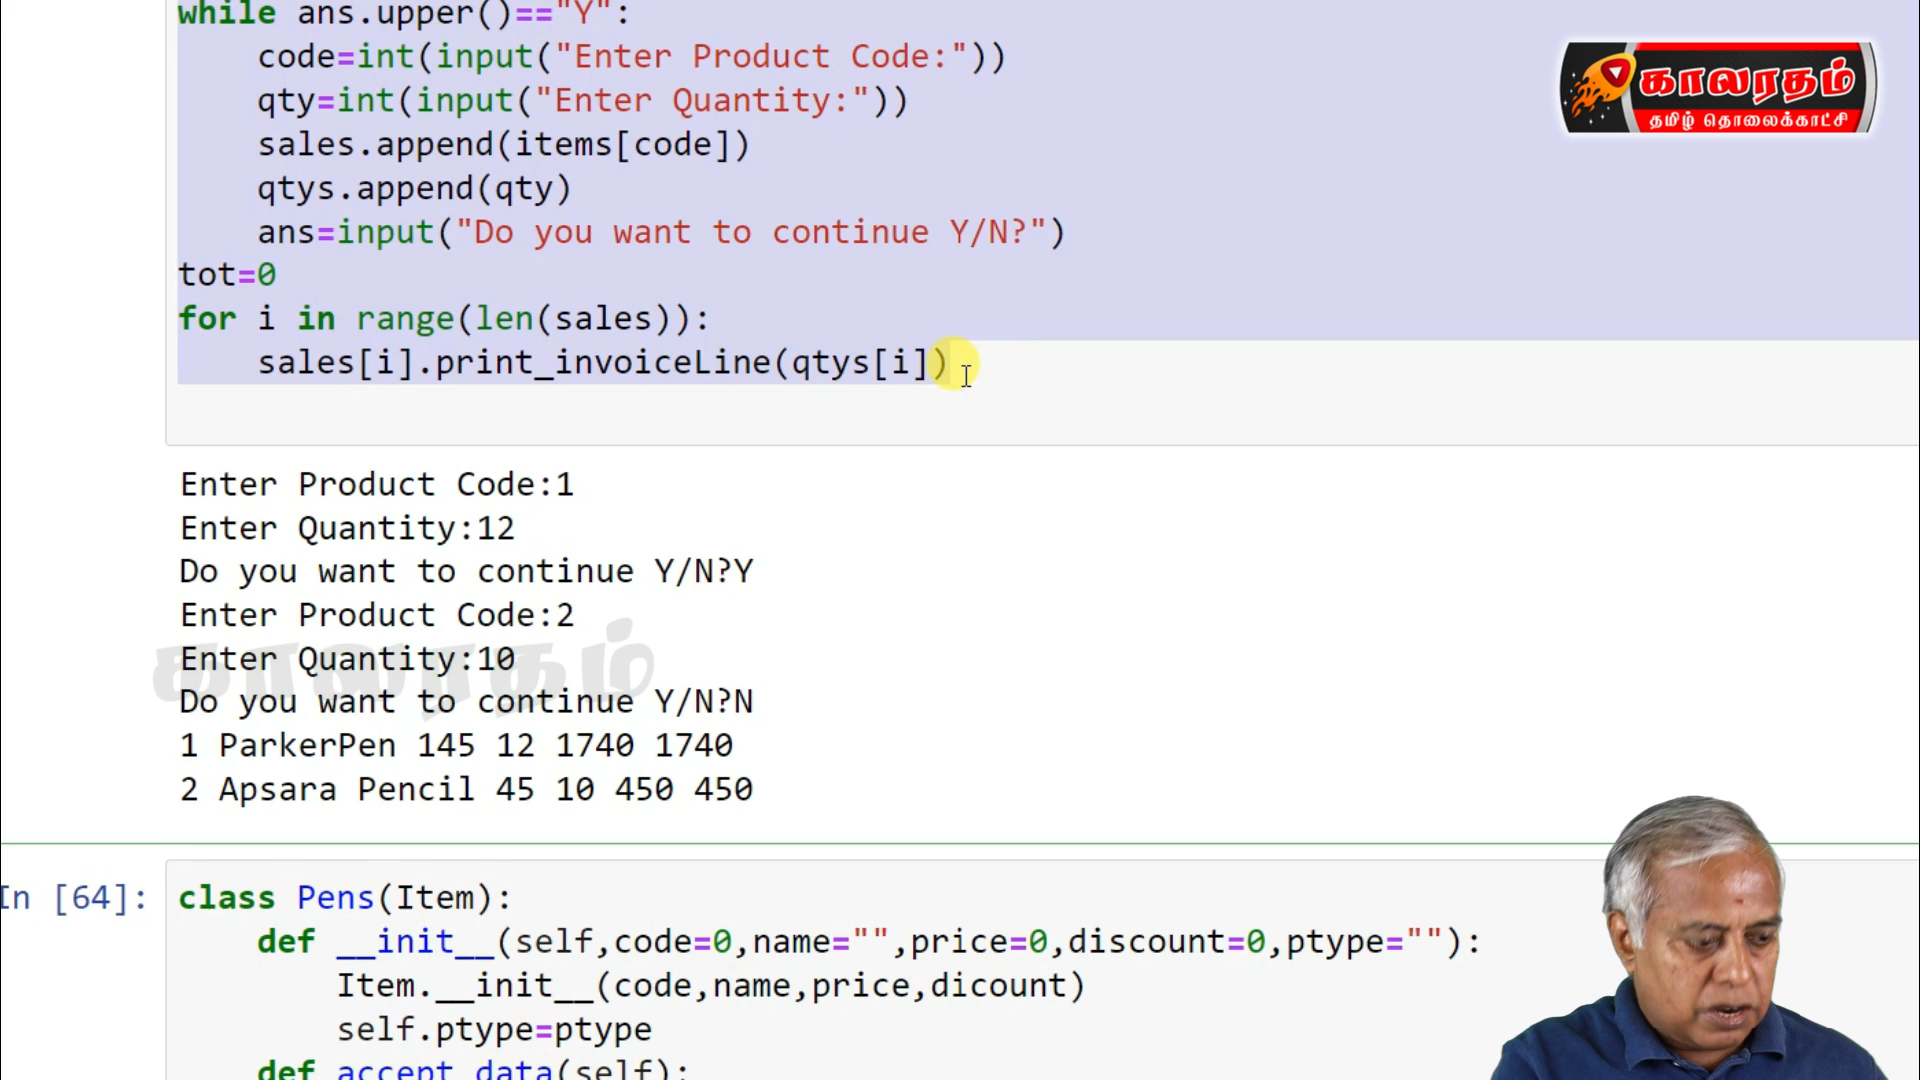 while ans.upper()=="Y":
code=int(input("Enter Product Code:"))
qty=int(input("Enter Quantity:"))
sales.append(items[code])
qtys.append(qty)
ans=input("Do you want to continue Y/N?")
tot=0
for i in range(len(sales)):
sales[i].print_invoiceLine(qtys[i])
காலரதம்
தமிழ் தொலைக்காட்சி
Enter Product Code:1
Enter Quantity:12
Do you want to continue Y/N?Y
Enter Product Code:2
Enter Quantity:10
Do you want to continue Y/N?N
1 ParkerPen 145 12 1740 1740
2 Apsara Pencil 45 10 450 450
காலரதம்
In [64]:
class Pens(Item):
def __init__(self,code=0,name="",price=0,discount=0,ptype=""):
Item.__init__(code,name,price,dicount)
self.ptype=ptype
def accept_data(self):